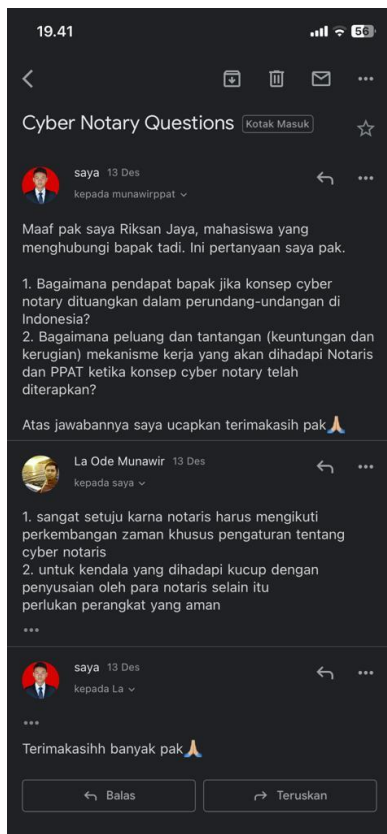 19.41
56
Cyber Notary Questions Kotak Masuk
saya 13 Des
kepada munawirppat
Maaf pak saya Riksan Jaya, mahasiswa yang
menghubungi bapak tadi. Ini pertanyaan saya pak.
1. Bagaimana pendapat bapak jika konsep cyber
notary dituangkan dalam perundang-undangan di
Indonesia?
2. Bagaimana peluang dan tantangan (keuntungan dan
kerugian) mekanisme kerja yang akan dihadapi Notaris
dan PPAT ketika konsep cyber notary telah
diterapkan?
Atas jawabannya saya ucapkan terimakasih pak🙏🏼
La Ode Munawir 13 Des
kepada saya
1. sangat setuju karna notaris harus mengikuti
perkembangan zaman khusus pengaturan tentang
cyber notaris
2. untuk kendala yang dihadapi kucup dengan
penyusaian oleh para notaris selain itu
perlukan perangkat yang aman
saya 13 Des
kepada La
Terimakasihh banyak pak🙏🏼
Balas
Teruskan